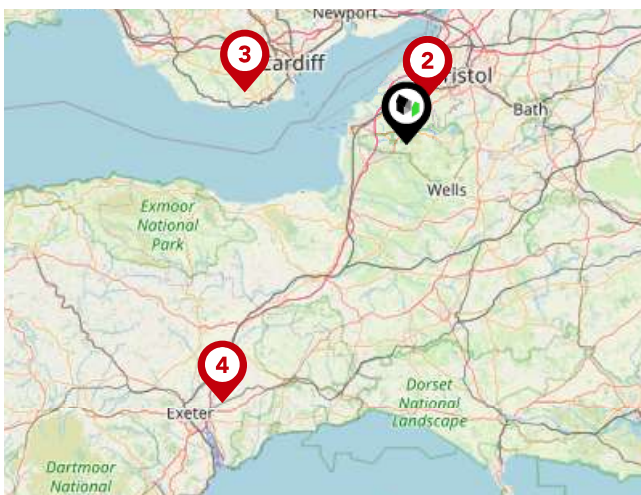 Newport
3
Cardiff
2
Bristol
Bath
Wells
Exmoor
National
Park
4
Exeter
Dorset
National
Landscape
Dartmoor
National